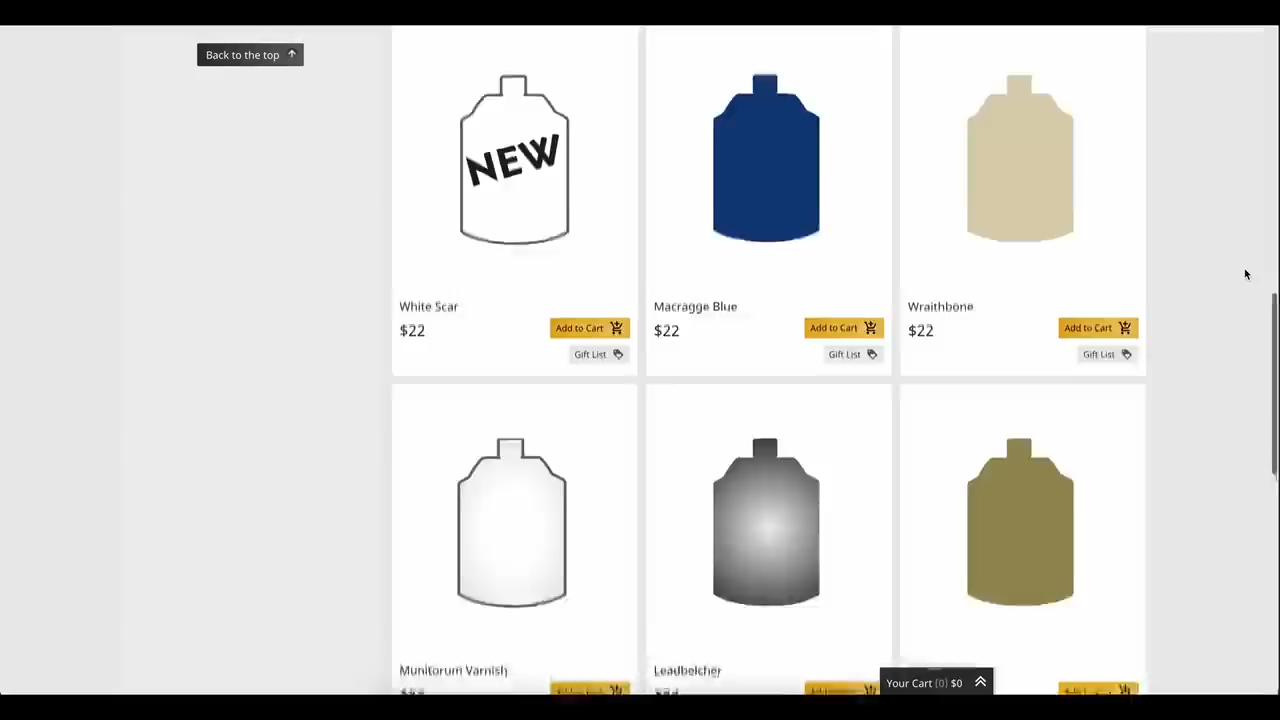 Back to the top
NEW
White Scar
$22
Add to Cart
Gift List
Macragge Blue
$22
Add to Cart
Gift List
Wraithbone
$22
Add to Cart
Gift List
Munitorum Varnish
Leadbelcher
Your Cart (0) $0